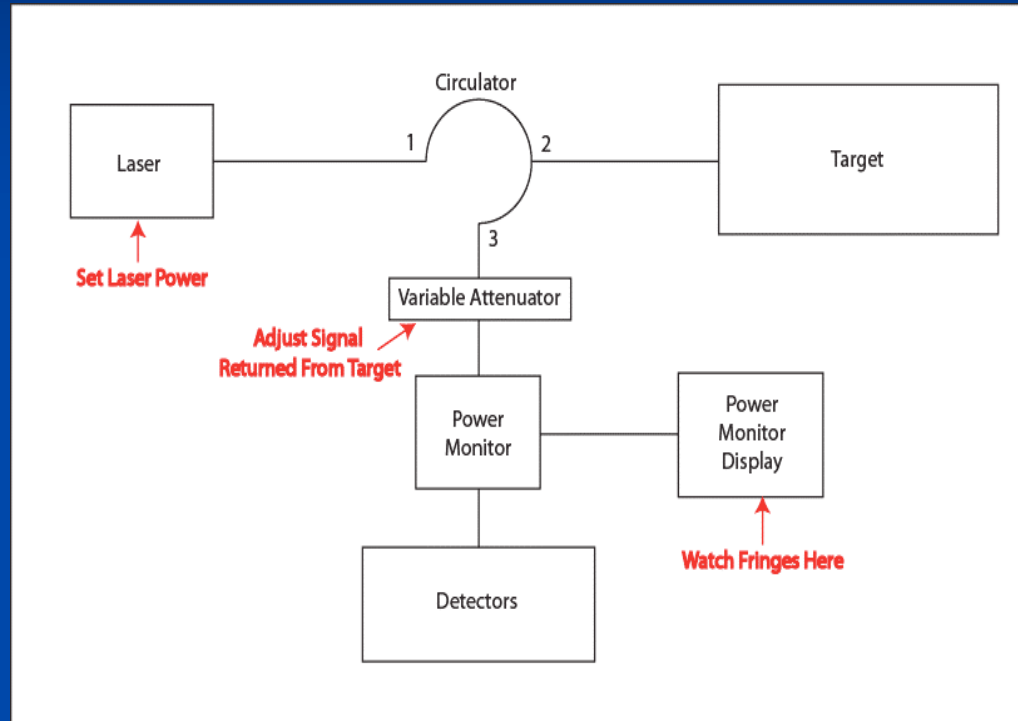 Circulator
1
2
Laser
Target
3
Set Laser Power
Variable Attenuator
Adjust Signal
Returned From Target
Power
Monitor
Power
Monitor
Display
Watch Fringes Here
Detectors